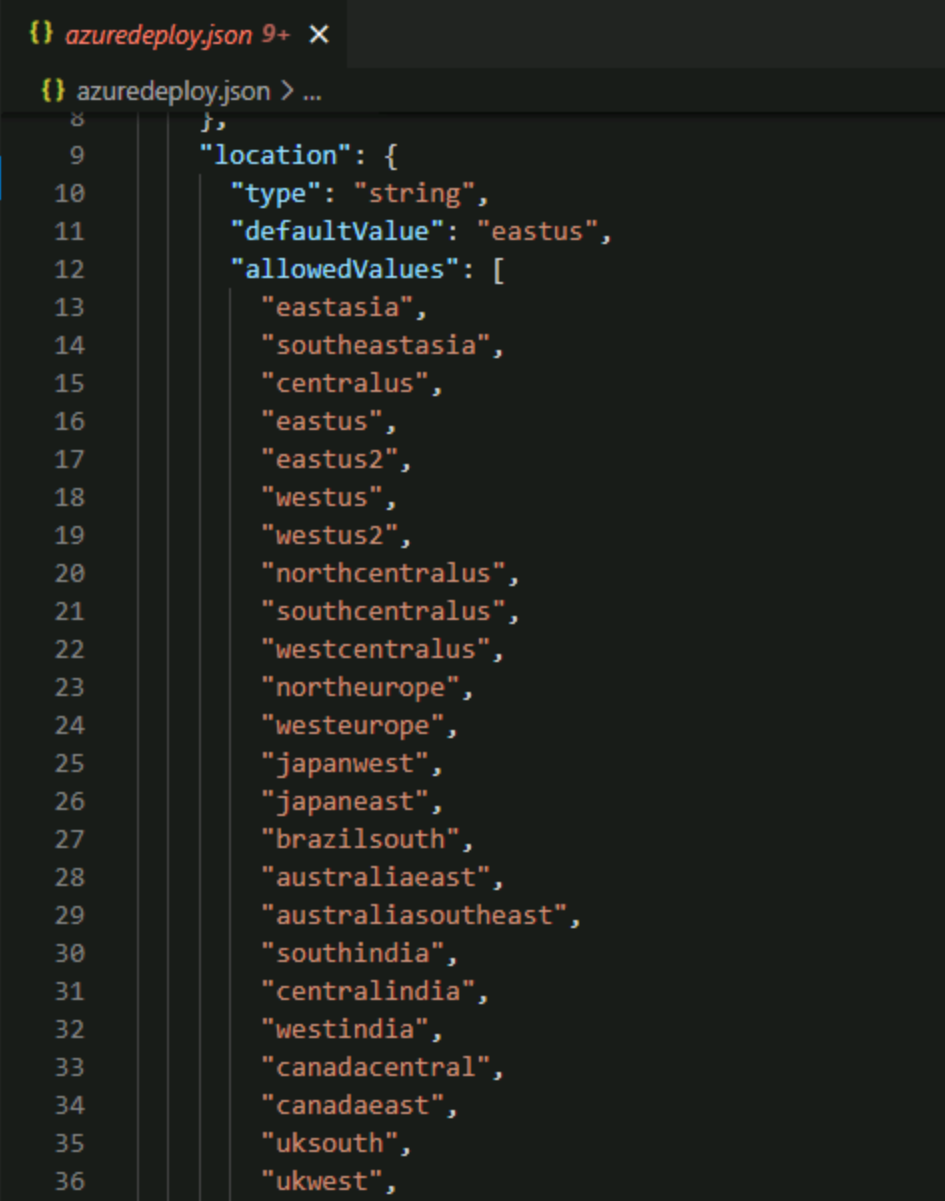 {} azuredeploy.json 9+ ×
{} azuredeploy.json > ...
8 },
9 "location": {
10 "type": "string",
11 "defaultValue": "eastus",
12 "allowedValues": [
13 "eastasia",
14 "southeastasia",
15 "centralus",
16 "eastus",
17 "eastus2",
18 "westus",
19 "westus2",
20 "northcentralus",
21 "southcentralus",
22 "westcentralus",
23 "northeurope",
24 "westeurope",
25 "japanwest",
26 "japaneast",
27 "brazilsouth",
28 "australiaeast",
29 "australiasoutheast",
30 "southindia",
31 "centralindia",
32 "westindia",
33 "canadacentral",
34 "canadaeast",
35 "uksouth",
36 "ukwest",